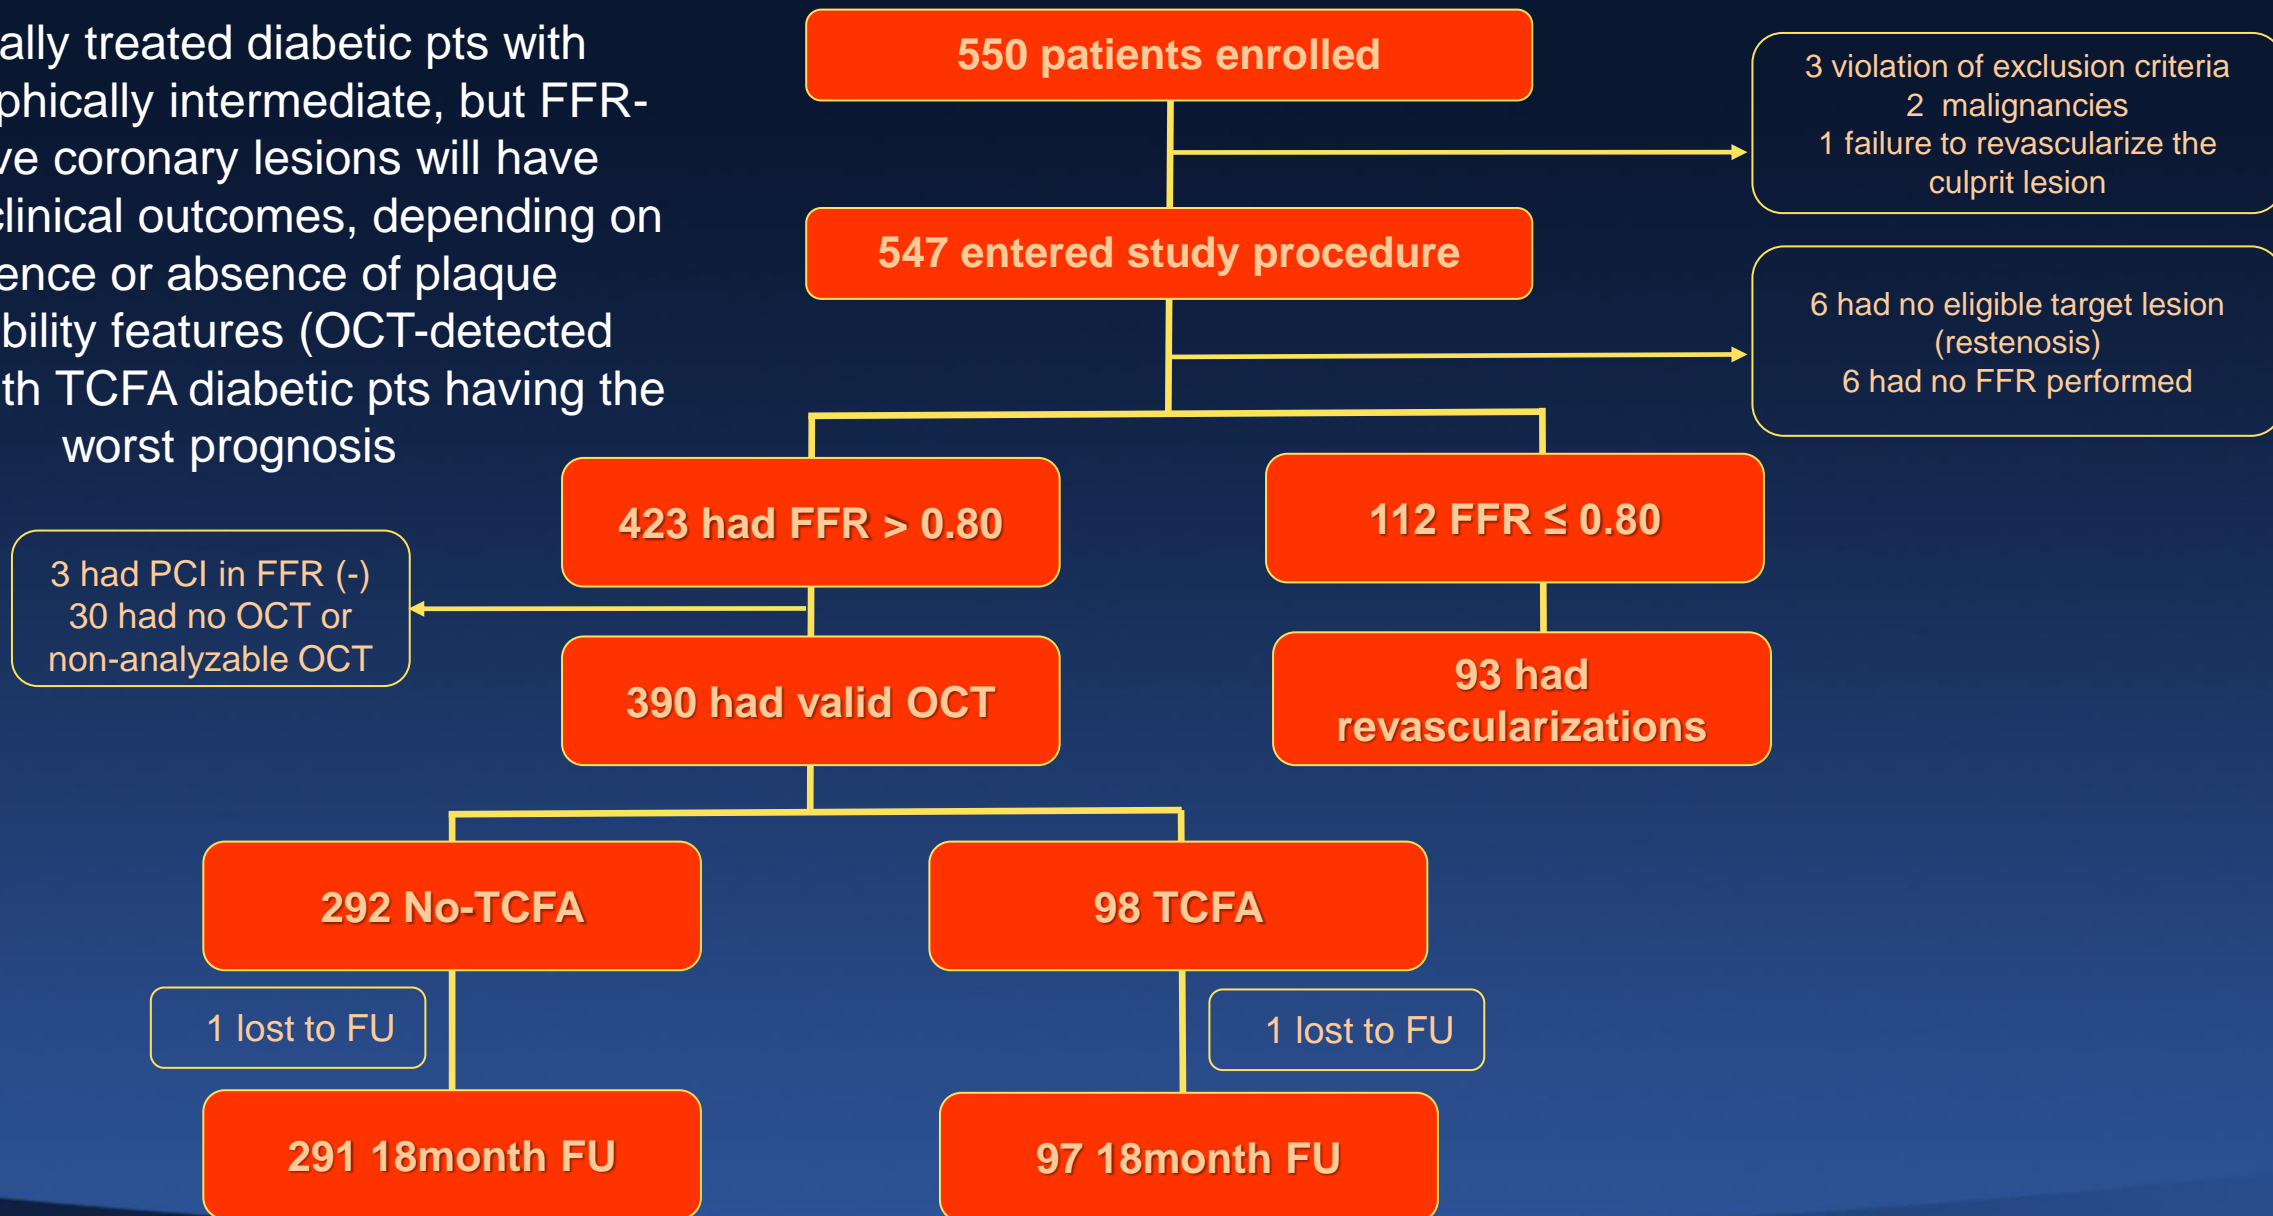 ally treated diabetic pts with
phically intermediate, but FFR-
ve coronary lesions will have
clinical outcomes, depending on
ence or absence of plaque
bility features (OCT-detected
th TCFA diabetic pts having the
worst prognosis
550 patients enrolled
3 violation of exclusion criteria
2 malignancies
1 failure to revascularize the
culprit lesion
547 entered study procedure
6 had no eligible target lesion
(restenosis)
6 had no FFR performed
423 had FFR > 0.80
112 FFR ≤ 0.80
3 had PCI in FFR (-)
30 had no OCT or
non-analyzable OCT
390 had valid OCT
93 had
revascularizations
292 No-TCFA
98 TCFA
1 lost to FU
1 lost to FU
291 18month FU
97 18month FU